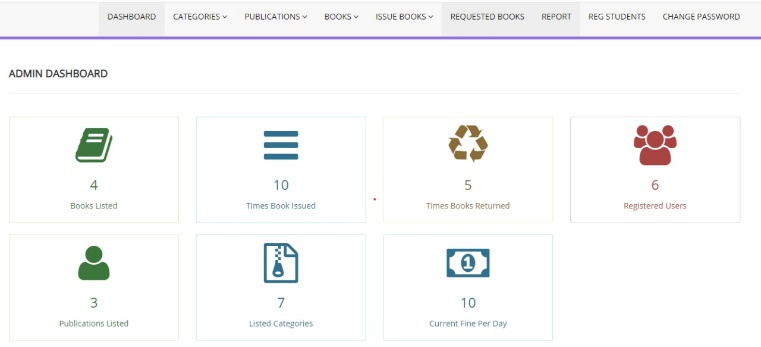 DASHBOARD CATEGORIES PUBLICATIONS BOOKS ISSUE BOOKS REQUESTED BOOKS REPORT REG STUDENTS CHANGE PASSWORD
ADMIN DASHBOARD
4 10 5 6
Books Listed Times Book Issued Times Books Returned Registered Users
1
3 7 10
Publications Listed Listed Categories Current Fine Per Day